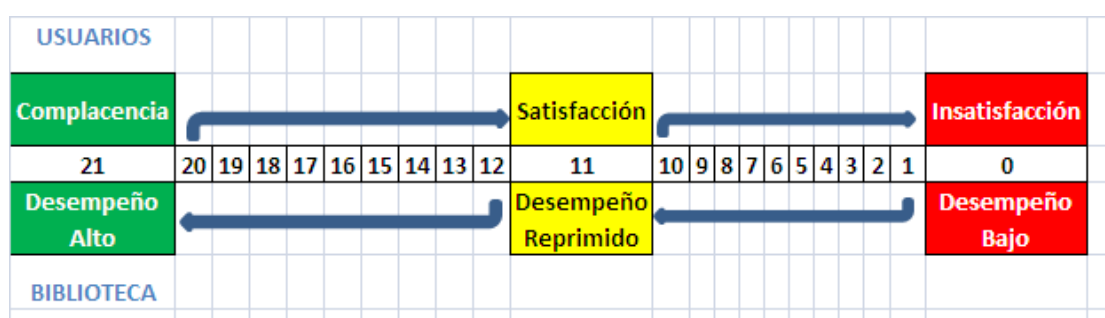 USUARIOS
Complacencia Satisfacción Insatisfacción
21 20 19 18 17 16 15 14 13 12 11 10 9 8 7 6 5 4 3 2 1 0
Desempeño Desempeño Desempeño
Alto Reprimido Bajo
BIBLIOTECA